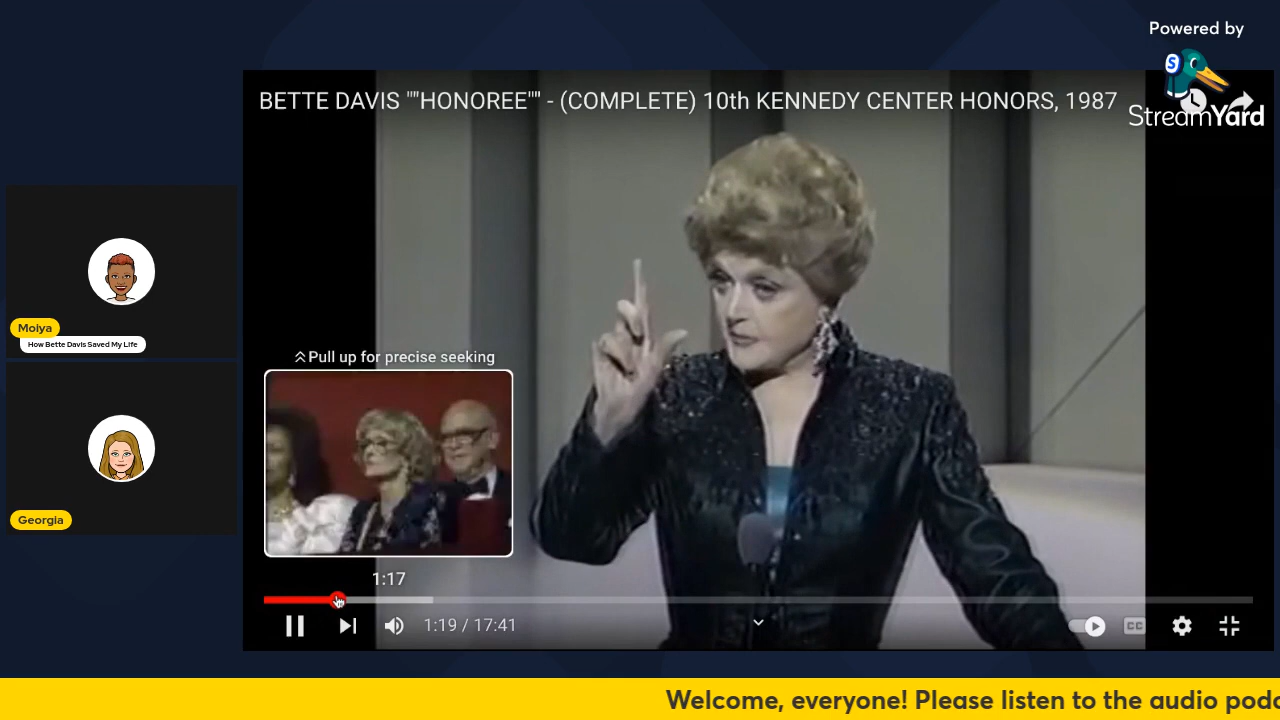 Powered by
StreamYard
BETTE DAVIS ""HONOREE"" - (COMPLETE) 10th KENNEDY CENTER HONORS, 1987
Moiya
How Bette Davis Saved My Life
Georgia
Pull up for precise seeking
1:17
1:19 / 17:41
CC
Welcome, everyone! Please listen to the audio podc